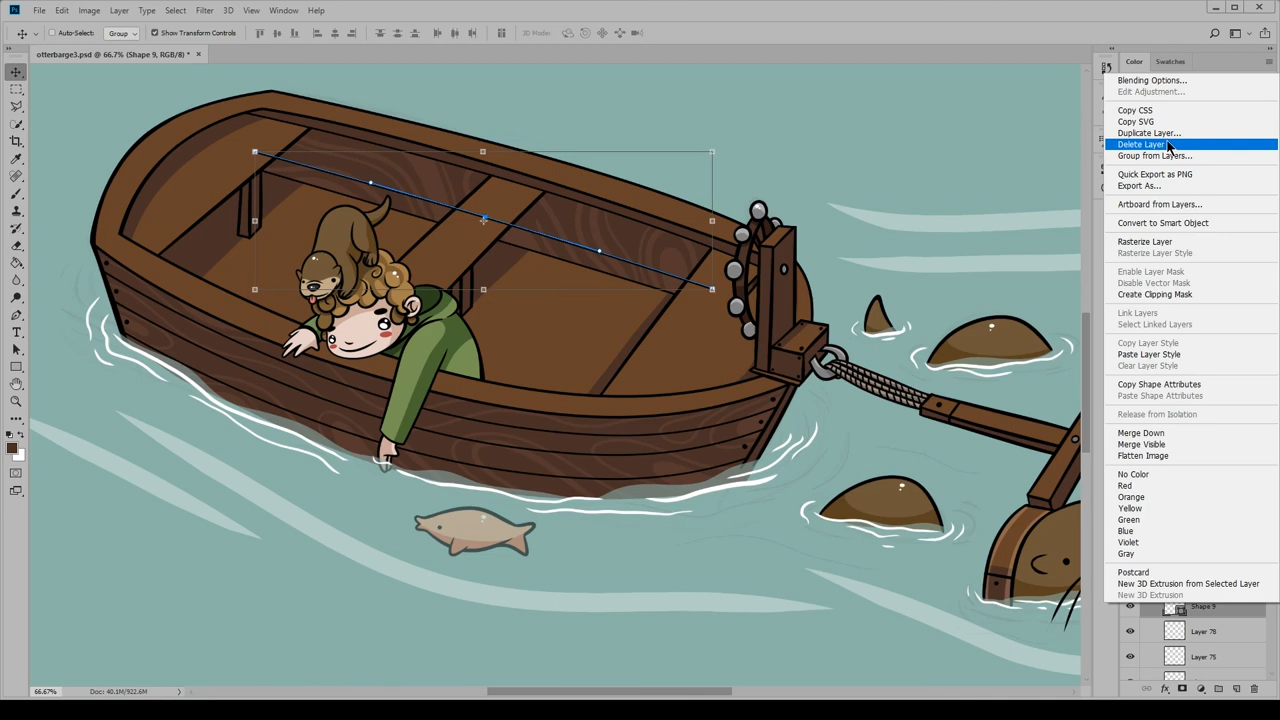 Ps File Edit Image Layer Type Select Filter 3D View Window Help
Auto-Select: Group Show Transform Controls 3D Mode:
otterbarge3.psd @ 66.7% (Shape 9, RGB/8) * ×
Color Swatches
Blending Options...
Edit Adjustment...
Copy CSS
Copy SVG
Duplicate Layer...
Delete Layer
Group from Layers...
Quick Export as PNG
Export As...
Artboard from Layers...
Convert to Smart Object
Rasterize Layer
Rasterize Layer Style
Enable Layer Mask
Disable Vector Mask
Create Clipping Mask
Link Layers
Select Linked Layers
Copy Layer Style
Paste Layer Style
Clear Layer Style
Copy Shape Attributes
Paste Shape Attributes
Release from Isolation
Merge Down
Merge Visible
Flatten Image
No Color
Red
Orange
Yellow
Green
Blue
Violet
Gray
Postcard
New 3D Extrusion from Selected Layer
New 3D Extrusion
Shape 9
Layer 78
Layer 75
66.67% Doc: 40.1M/922.6M